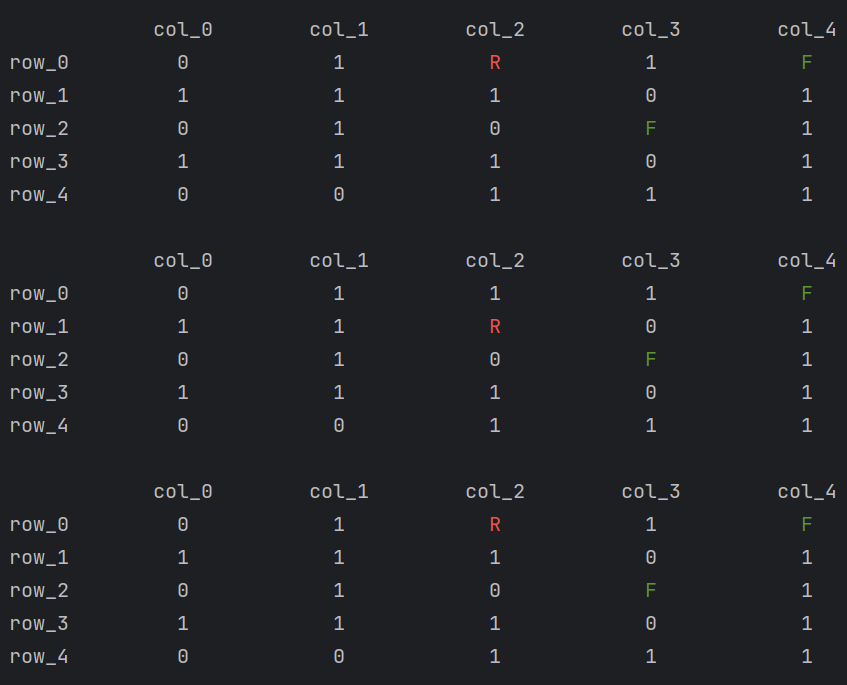 col_0 col_1 col_2 col_3 col_4
row_0 0 1 R 1 F
row_1 1 1 1 0 1
row_2 0 1 0 F 1
row_3 1 1 1 0 1
row_4 0 0 1 1 1
col_0 col_1 col_2 col_3 col_4
row_0 0 1 1 1 F
row_1 1 1 R 0 1
row_2 0 1 0 F 1
row_3 1 1 1 0 1
row_4 0 0 1 1 1
col_0 col_1 col_2 col_3 col_4
row_0 0 1 R 1 F
row_1 1 1 1 0 1
row_2 0 1 0 F 1
row_3 1 1 1 0 1
row_4 0 0 1 1 1